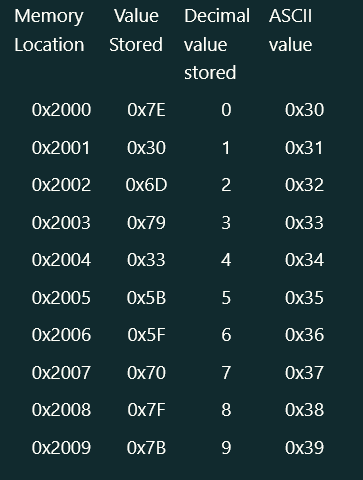 Memory Location Value Stored Decimal value stored ASCII value
0x2000 0x7E 0 0x30
0x2001 0x30 1 0x31
0x2002 0x6D 2 0x32
0x2003 0x79 3 0x33
0x2004 0x33 4 0x34
0x2005 0x5B 5 0x35
0x2006 0x5F 6 0x36
0x2007 0x70 7 0x37
0x2008 0x7F 8 0x38
0x2009 0x7B 9 0x39